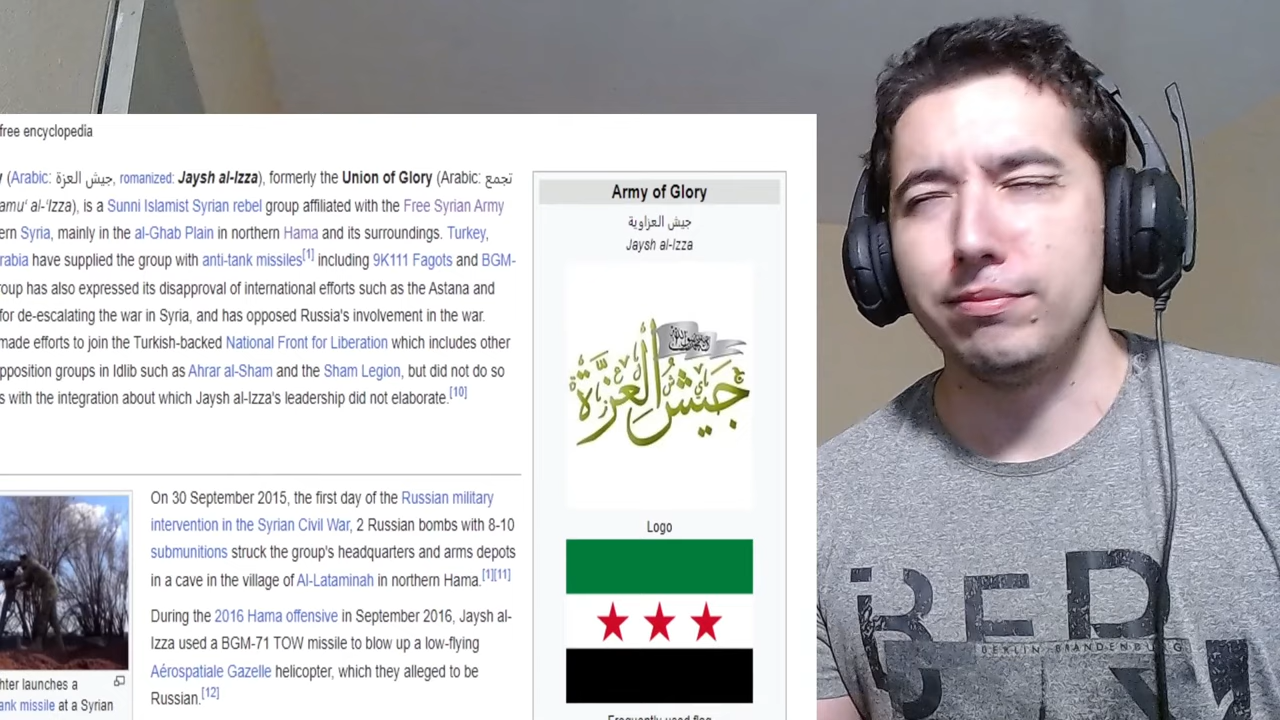 free encyclopedia
(Arabic: جيش العزة, romanized: Jaysh al-Izza), formerly the Union of Glory (Arabic: تجمع
is a Sunni Islamist Syrian rebel group affiliated with the Free Syrian Army
Syria, mainly in the al-Ghab Plain in northern Hama and its surroundings. Turkey,
have supplied the group with anti-tank missiles[1] including 9K111 Fagots and BGM-
has also expressed its disapproval of international efforts such as the Astana and
for de-escalating the war in Syria, and has opposed Russia's involvement in the war.
made efforts to join the Turkish-backed National Front for Liberation which includes other
groups in Idlib such as Ahrar al-Sham and the Sham Legion, but did not do so
with the integration about which Jaysh al-Izza's leadership did not elaborate.[10]
On 30 September 2015, the first day of the Russian military
intervention in the Syrian Civil War, 2 Russian bombs with 8-10
submunitions struck the group's headquarters and arms depots
in a cave in the village of Al-Lataminah in northern Hama.[1][11]
During the 2016 Hama offensive in September 2016, Jaysh al-
Izza used a BGM-71 TOW missile to blow up a low-flying
Aérospatiale Gazelle helicopter, which they alleged to be
Russian.[12]
launches a
missile at a Syrian
Army of Glory
جيش العزاوية
Jaysh al-Izza
جيش العزة
Logo
Frequently used flag
BER
BERLIN-BRANDENBURG